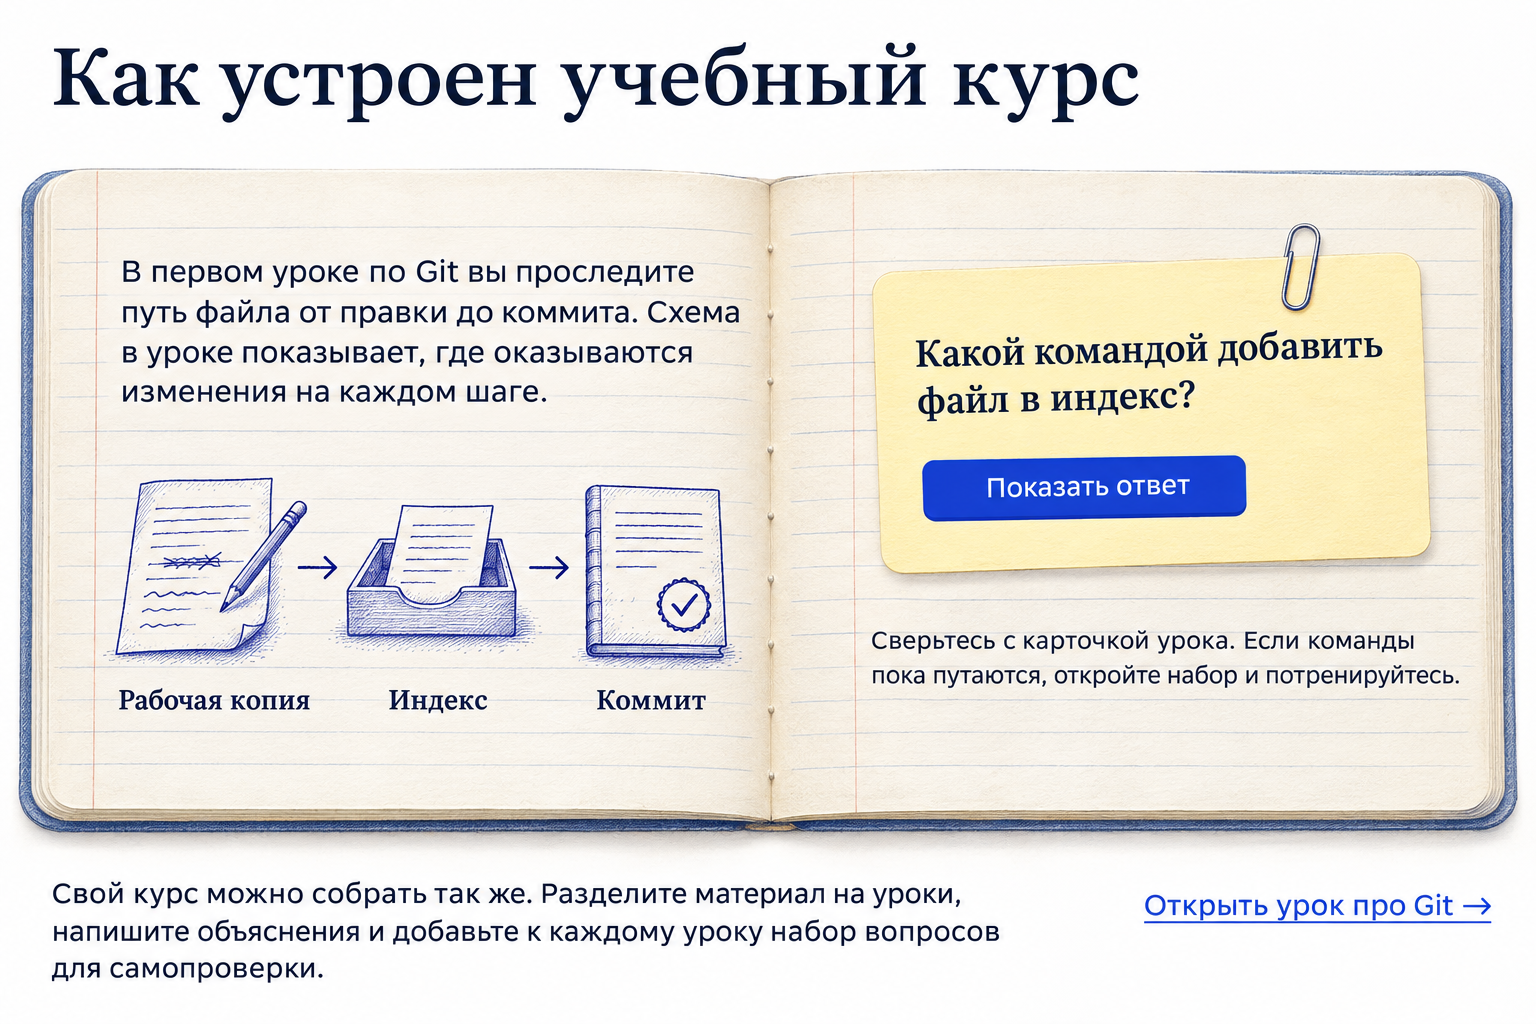 Как устроен учебный курс
В первом уроке по Git вы проследите
путь файла от правки до коммита. Схема
в уроке показывает, где оказываются
изменения на каждом шаге.
Рабочая копия
Индекс
Коммит
Какой командой добавить
файл в индекс?
Показать ответ
Сверьтесь с карточкой урока. Если команды
пока путаются, откройте набор и потренируйтесь.
Свой курс можно собрать так же. Разделите материал на уроки,
напишите объяснения и добавьте к каждому уроку набор вопросов
для самопроверки.
Открыть урок про Git →